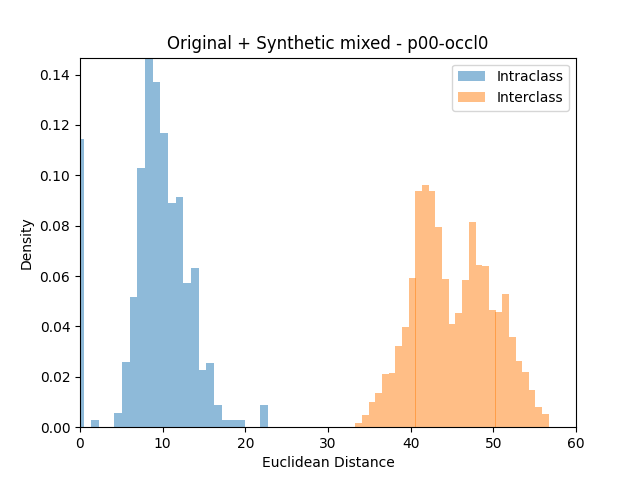 Original + Synthetic mixed - p00-occl0
Intraclass
Interclass
Density
0.14
0.12
0.10
0.08
0.06
0.04
0.02
0.00
0 10 20 30 40 50 60
Euclidean Distance